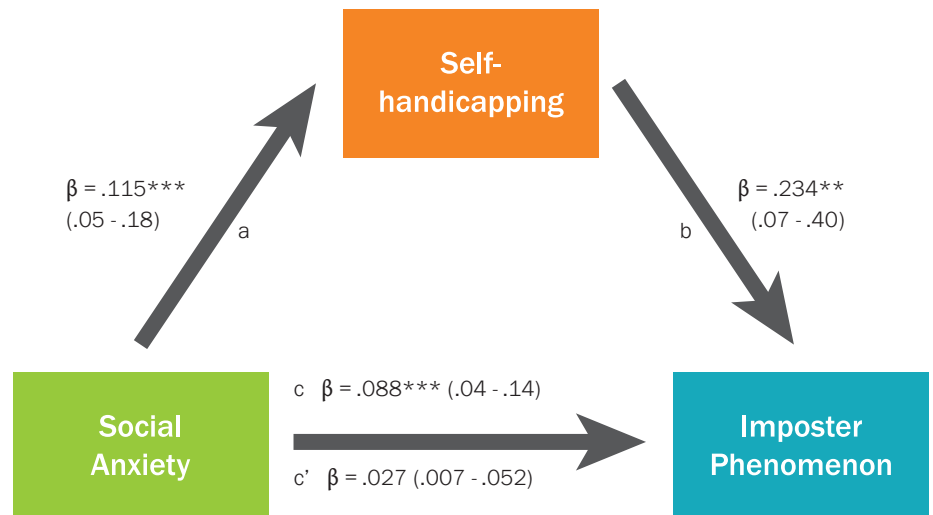 Self-
handicapping
β = .115***
(.05 - .18)
a
β = .234**
(.07 - .40)
b
c β = .088*** (.04 - .14)
Social
Anxiety
Imposter
Phenomenon
c' β = .027 (.007 - .052)